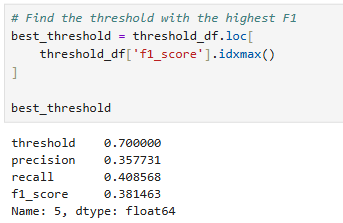 # Find the threshold with the highest F1
best_threshold = threshold_df.loc[
    threshold_df['f1_score'].idxmax()
]
best_threshold
threshold    0.700000
precision    0.357731
recall       0.408568
f1_score     0.381463
Name: 5, dtype: float64